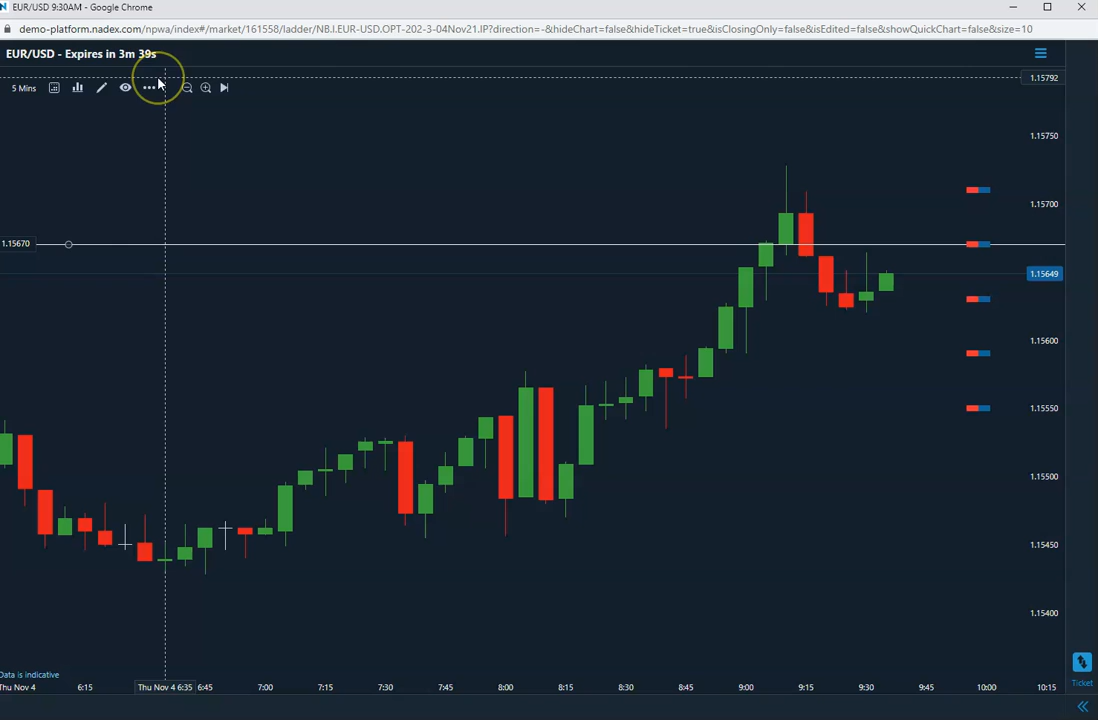 EUR/USD 9:30AM - Google Chrome
demo-platform.nadex.com/npwa/index#/market/161558/ladder/NB.I.EUR-USD.OPT-202-3-04Nov21.IP?direction=-&hideChart=false&hideTicket=true&isClosingOnly=false&isEdited=false&showQuickChart=false&size=10
EUR/USD - Expires in 3m 39s
1.15792
5 Mins
1.15750
1.15700
1.15670
1.15649
1.15600
1.15550
1.15500
1.15450
1.15400
Data is indicative
Ticket
Thu Nov 4 6:15 Thu Nov 4 6:35 6:45 7:00 7:15 7:30 7:45 8:00 8:15 8:30 8:45 9:00 9:15 9:30 9:45 10:00 10:15